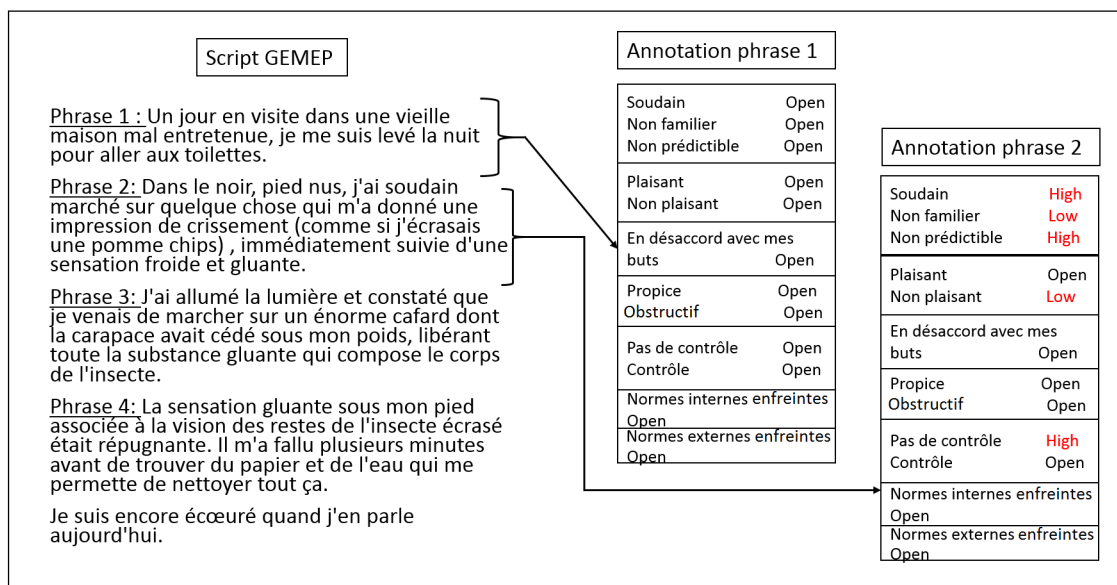 Script GEMEP
Phrase 1 : Un jour en visite dans une vieille
maison mal entretenue, je me suis levé la nuit
pour aller aux toilettes.
Phrase 2: Dans le noir, pied nus, j'ai soudain
marché sur quelque chose qui m'a donné une
impression de crissement (comme si j'écrasais
une pomme chips) , immédiatement suivie d'une
sensation froide et gluante.
Phrase 3: J'ai allumé la lumière et constaté que
je venais de marcher sur un énorme cafard dont
la carapace avait cédé sous mon poids, libérant
toute la substance gluante qui compose le corps
de l'insecte.
Phrase 4: La sensation gluante sous mon pied
associée à la vision des restes de l'insecte écrasé
était répugnante. Il m'a fallu plusieurs minutes
avant de trouver du papier et de l'eau qui me
permette de nettoyer tout ça.
Je suis encore écœuré quand j'en parle
aujourd'hui.
Annotation phrase 1
Soudain Open
Non familier Open
Non prédictible Open
Plaisant Open
Non plaisant Open
En désaccord avec mes
buts Open
Propice Open
Obstructif Open
Pas de contrôle Open
Contrôle Open
Normes internes enfreintes
Open
Normes externes enfreintes
Open
Annotation phrase 2
Soudain High
Non familier Low
Non prédictible High
Plaisant Open
Non plaisant Low
En désaccord avec mes
buts Open
Propice Open
Obstructif Open
Pas de contrôle High
Contrôle Open
Normes internes enfreintes
Open
Normes externes enfreintes
Open